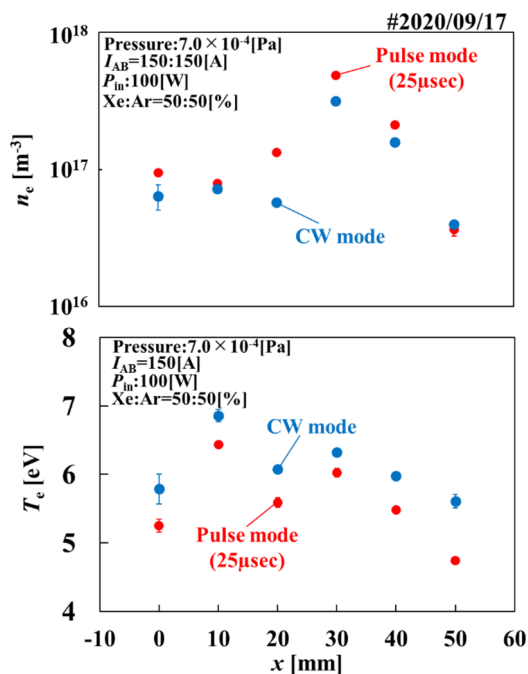 #2020/09/17
10¹⁸
Pressure:7.0×10⁻⁴[Pa]
I_AB=150:150[A]
P_in:100[W]
Xe:Ar=50:50[%]
Pulse mode
(25μsec)
10¹⁷
nₑ [m⁻³]
CW mode
10¹⁶
8
Pressure:7.0×10⁻⁴[Pa]
I_AB=150[A]
P_in:100[W]
Xe:Ar=50:50[%]
7
CW mode
6
Tₑ [eV]
Pulse mode
(25μsec)
5
4
-10 0 10 20 30 40 50 60
x [mm]